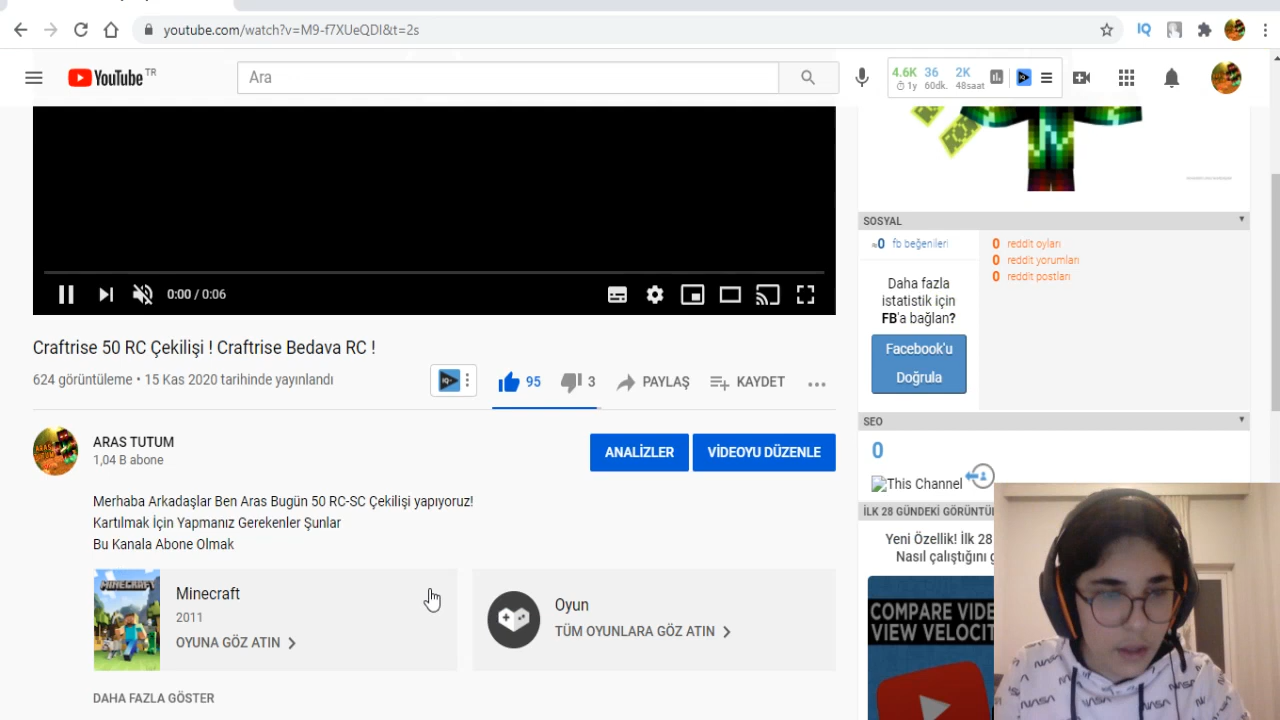 youtube.com/watch?v=M9-f7XUeQDI&t=2s
IQ
YouTube TR
Ara
4.6K 36 2K
1y 60dk. 48saat
0:00 / 0:06
Craftrise 50 RC Çekilişi ! Craftrise Bedava RC !
624 görüntüleme • 15 Kas 2020 tarihinde yayınlandı
95
3
PAYLAŞ
KAYDET
ARAS TUTUM
1,04 B abone
ANALİZLER
VİDEOYU DÜZENLE
Merhaba Arkadaşlar Ben Aras Bugün 50 RC-SC Çekilişi yapıyoruz!
Kartılmak İçin Yapmanız Gerekenler Şunlar
Bu Kanala Abone Olmak
MINECRAFT
Minecraft
2011
OYUNA GÖZ ATIN
Oyun
TÜM OYUNLARA GÖZ ATIN
DAHA FAZLA GÖSTER
SOSYAL
0 fb beğenileri
0 reddit oyları
0 reddit yorumları
0 reddit postları
Daha fazla
istatistik için
FB'a bağlan?
Facebook'u
Doğrula
SEO
0
This Channel
İLK 28 GÜNDEKİ GÖRÜNTÜ
Yeni Özellik! İlk 28
Nasıl çalıştığını
COMPARE VIDE
VIEW VELOCIT
NASA